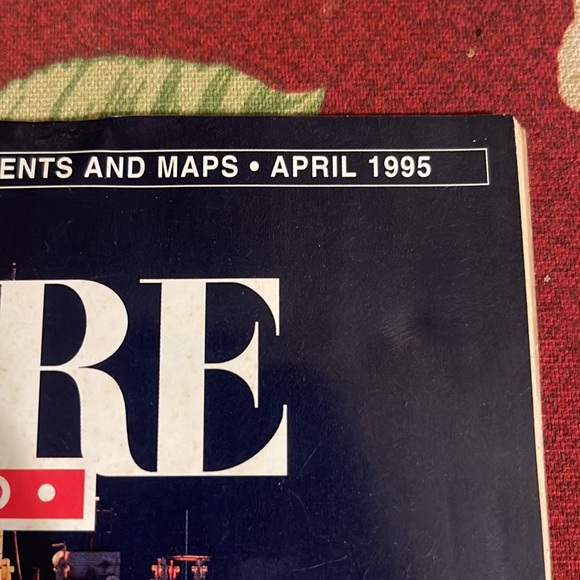 ENTS AND MAPS • APRIL 1995
RE
•